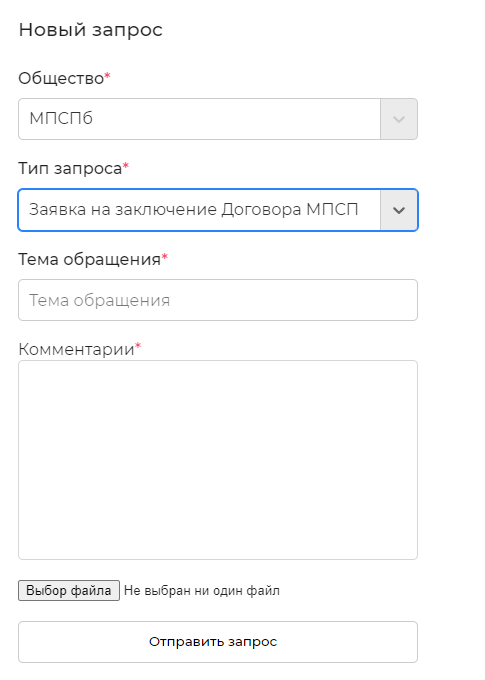 Новый запрос
Общество*
МПСПб
Тип запроса*
Заявка на заключение Договора МПСП
Тема обращения*
Тема обращения
Комментарии*
Выбор файла Не выбран ни один файл
Отправить запрос